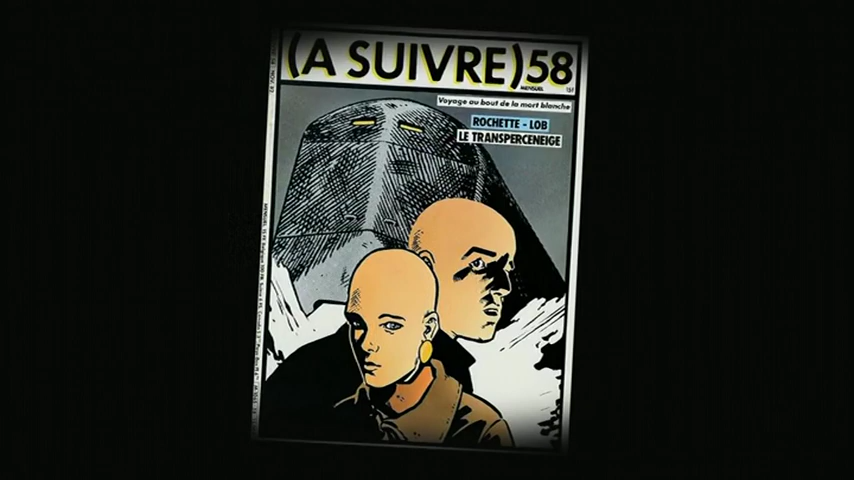 (A SUIVRE) 58
MENSUEL
Voyage au bout de la mort blanche
ROCHETTE - LOB
LE TRANSPERCENEIGE